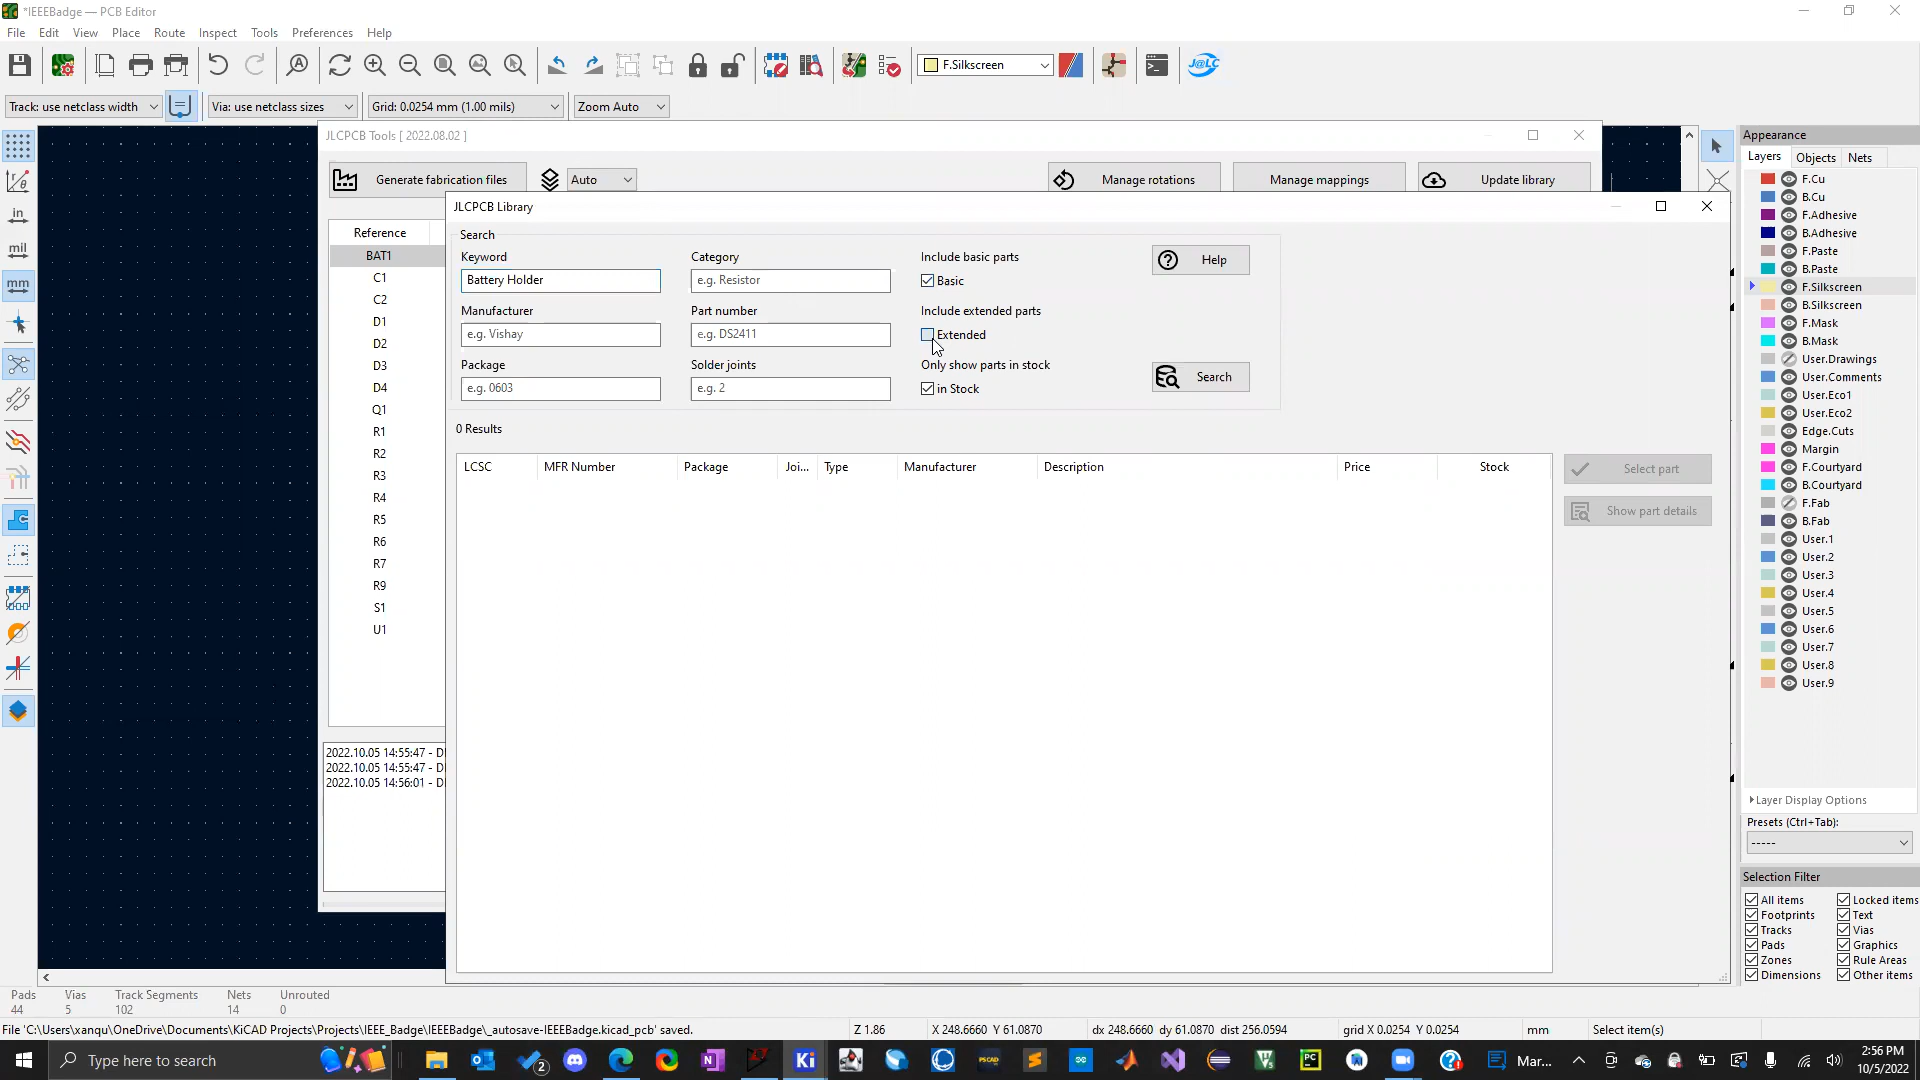 *IEEEBadge — PCB Editor
File Edit View Place Route Inspect Tools Preferences Help
F.Silkscreen
J@LC
Track: use netclass width
Via: use netclass sizes
Grid: 0.0254 mm (1.00 mils)
Zoom Auto
in
mil
mm
JLCPCB Tools [ 2022.08.02 ]
Generate fabrication files
Auto
Manage rotations
Manage mappings
Update library
Reference
BAT1
C1
C2
D1
D2
D3
D4
Q1
R1
R2
R3
R4
R5
R6
R7
R9
S1
U1
2022.10.05 14:55:47 - D
2022.10.05 14:55:47 - D
2022.10.05 14:56:01 - D
JLCPCB Library
Search
Keyword
Battery Holder
Category
e.g. Resistor
Include basic parts
Basic
Help
Manufacturer
e.g. Vishay
Part number
e.g. DS2411
Include extended parts
Extended
Package
e.g. 0603
Solder joints
e.g. 2
Only show parts in stock
in Stock
Search
0 Results
LCSC MFR Number Package Joi... Type Manufacturer Description Price Stock
Select part
Show part details
Appearance
Layers Objects Nets
F.Cu
B.Cu
F.Adhesive
B.Adhesive
F.Paste
B.Paste
F.Silkscreen
B.Silkscreen
F.Mask
B.Mask
User.Drawings
User.Comments
User.Eco1
User.Eco2
Edge.Cuts
Margin
F.Courtyard
B.Courtyard
F.Fab
B.Fab
User.1
User.2
User.3
User.4
User.5
User.6
User.7
User.8
User.9
Layer Display Options
Presets (Ctrl+Tab):
-----
Selection Filter
All items Locked items
Footprints Text
Tracks Vias
Pads Graphics
Zones Rule Areas
Dimensions Other items
Pads Vias Track Segments Nets Unrouted
44 5 102 14 0
File 'C:\Users\xanqu\OneDrive\Documents\KiCAD Projects\Projects\IEEE_Badge\IEEEBadge\_autosave-IEEEBadge.kicad_pcb' saved.
Z 1.86
X 248.6660 Y 61.0870
dx 248.6660 dy 61.0870 dist 256.0594
grid X 0.0254 Y 0.0254
mm
Select item(s)
Type here to search
2
Ki
PSCAD
PC
Mar...
2:56 PM
10/5/2022